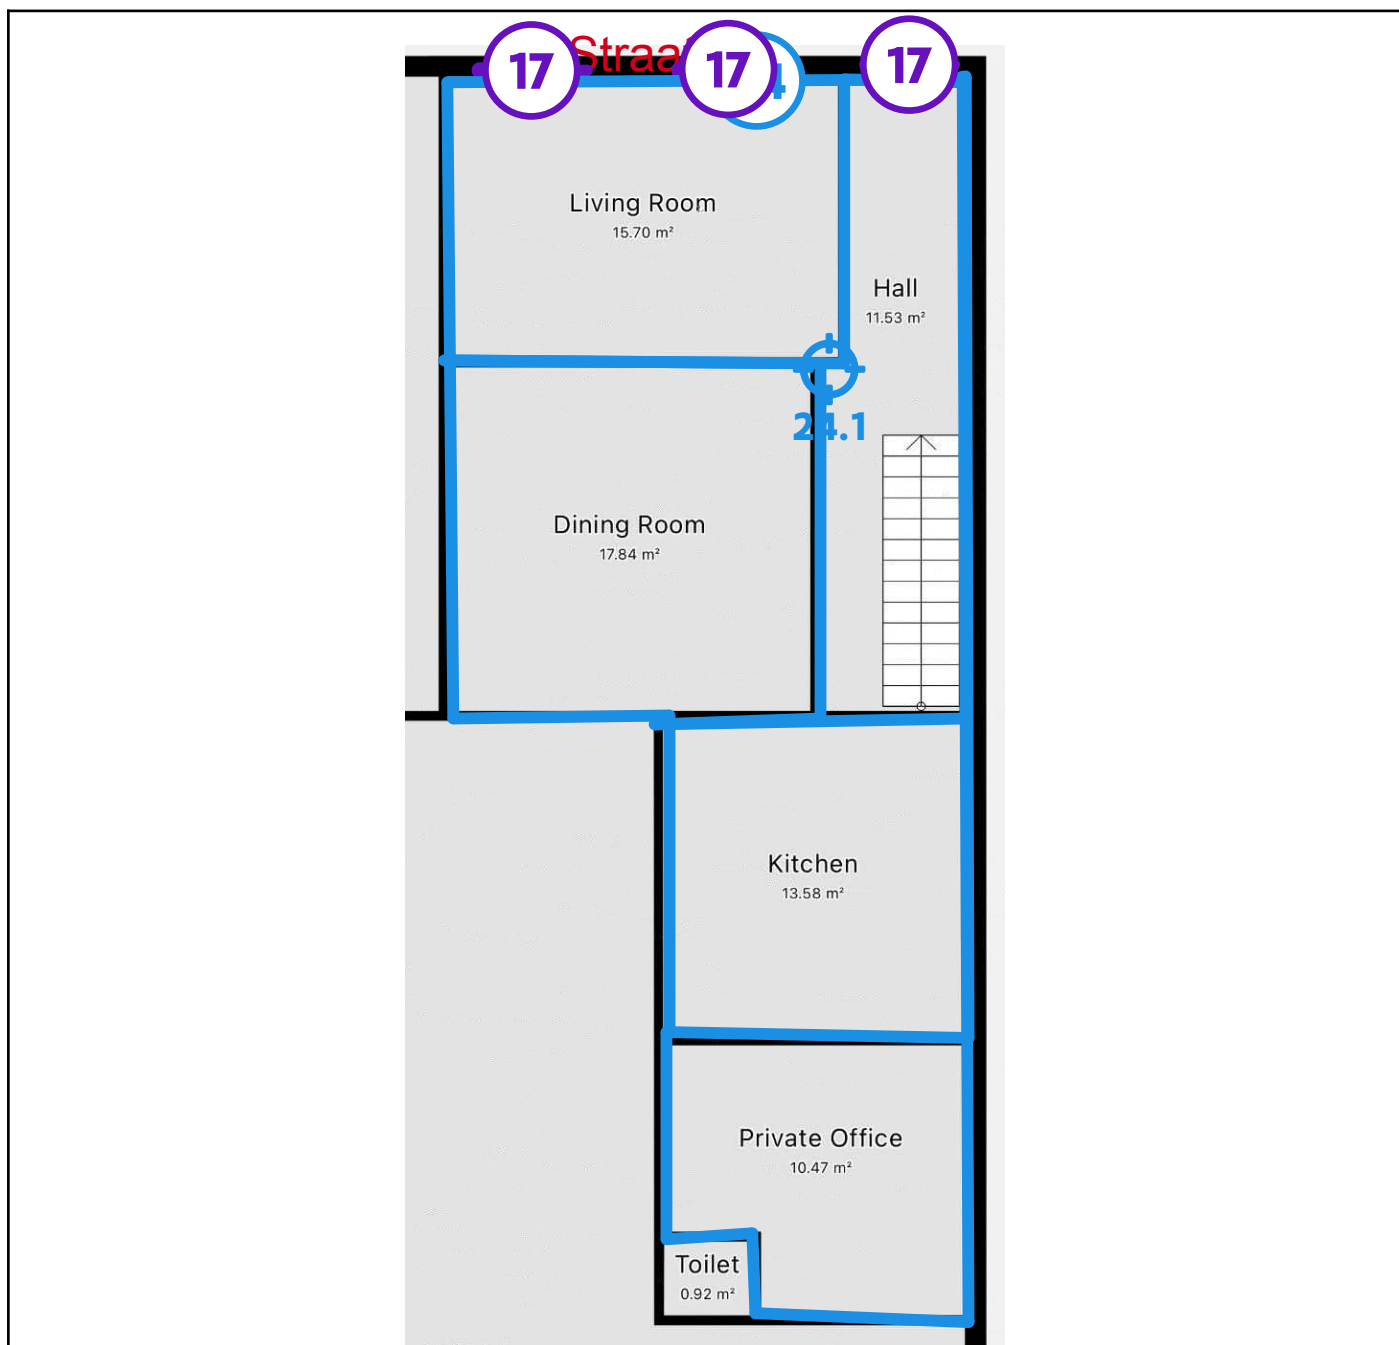 17
17
17
Living Room
15.70 m²
Hall
11.53 m²
24.1
Dining Room
17.84 m²
Kitchen
13.58 m²
Private Office
10.47 m²
Toilet
0.92 m²